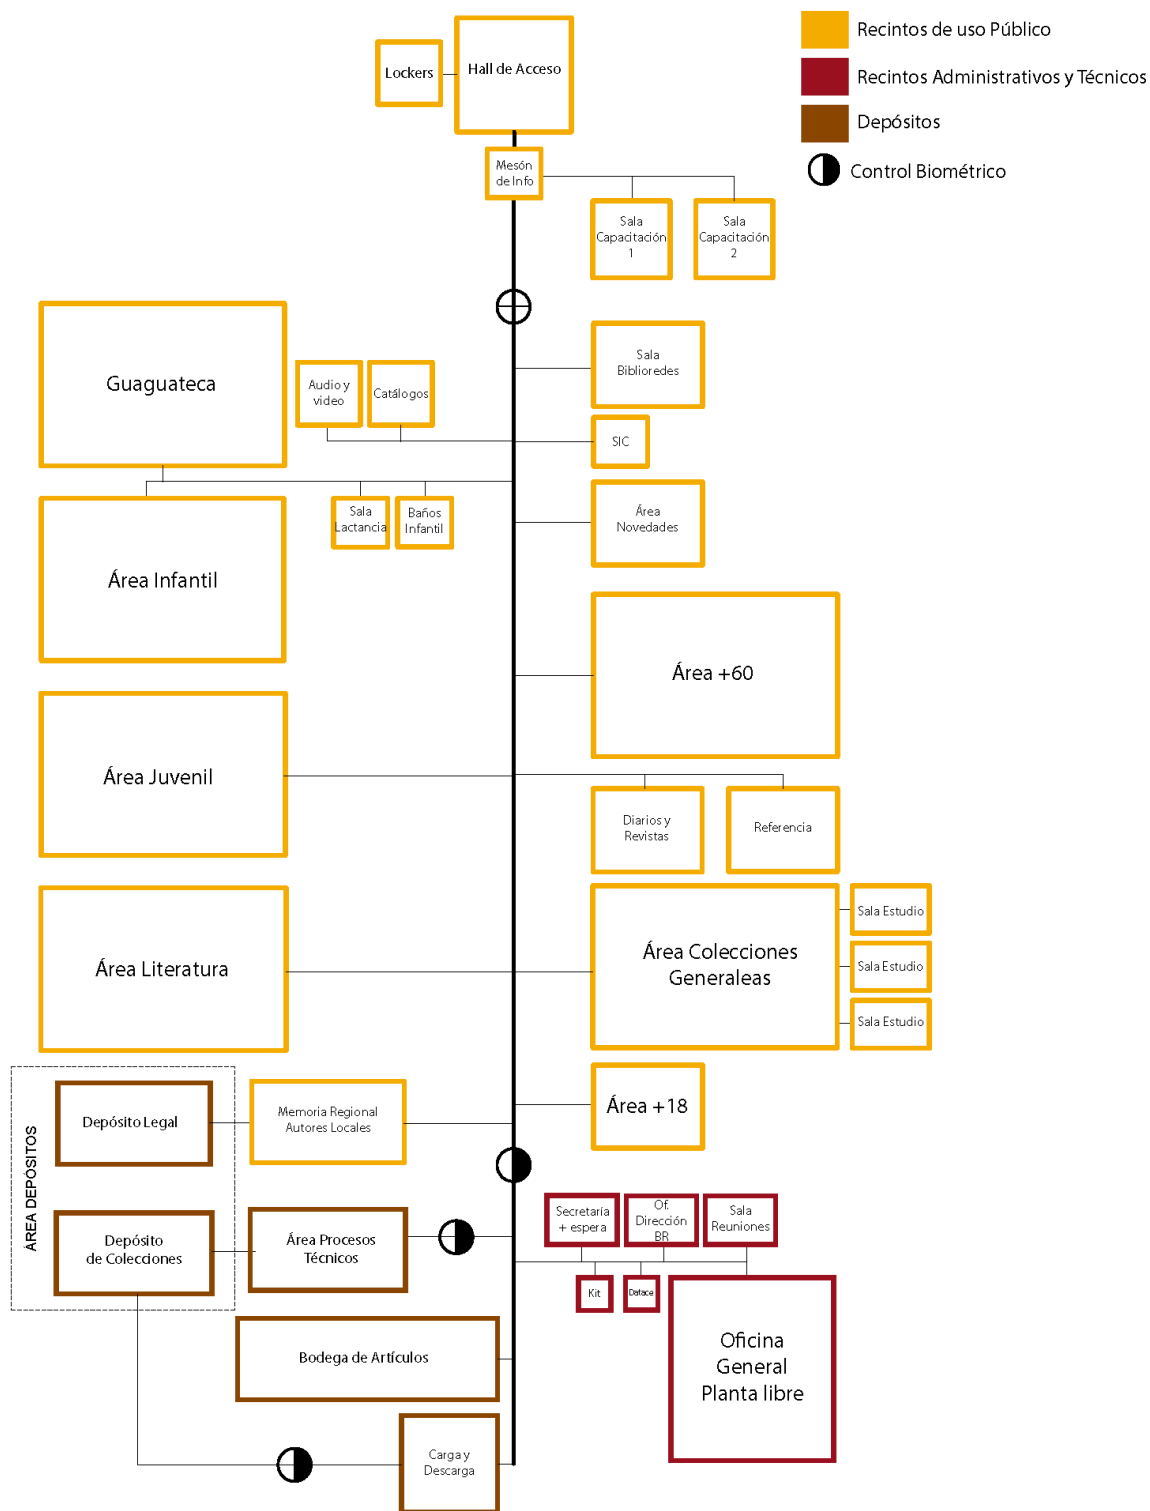 Recintos de uso Público
Recintos Administrativos y Técnicos
Depósitos
Control Biométrico
Lockers
Hall de Acceso
Mesón
de Info
Sala
Capacitación
1
Sala
Capacitación
2
Guaguateca
Audio y
video
Catálogos
Sala
Biblioredes
SIC
Sala
Lactancia
Baños
Infantil
Área
Novedades
Área Infantil
Área +60
Área Juvenil
Diarios y
Revistas
Referencia
Área Literatura
Área Colecciones
Generaleas
Sala Estudio
Sala Estudio
Sala Estudio
ÁREA DEPÓSITOS
Depósito Legal
Memoria Regional
Autores Locales
Área +18
Depósito
de Colecciones
Área Procesos
Técnicos
Secretaría
+ espera
Of.
Dirección
BR
Sala
Reuniones
Kit
Datace
Bodega de Artículos
Oficina
General
Planta libre
Carga y
Descarga